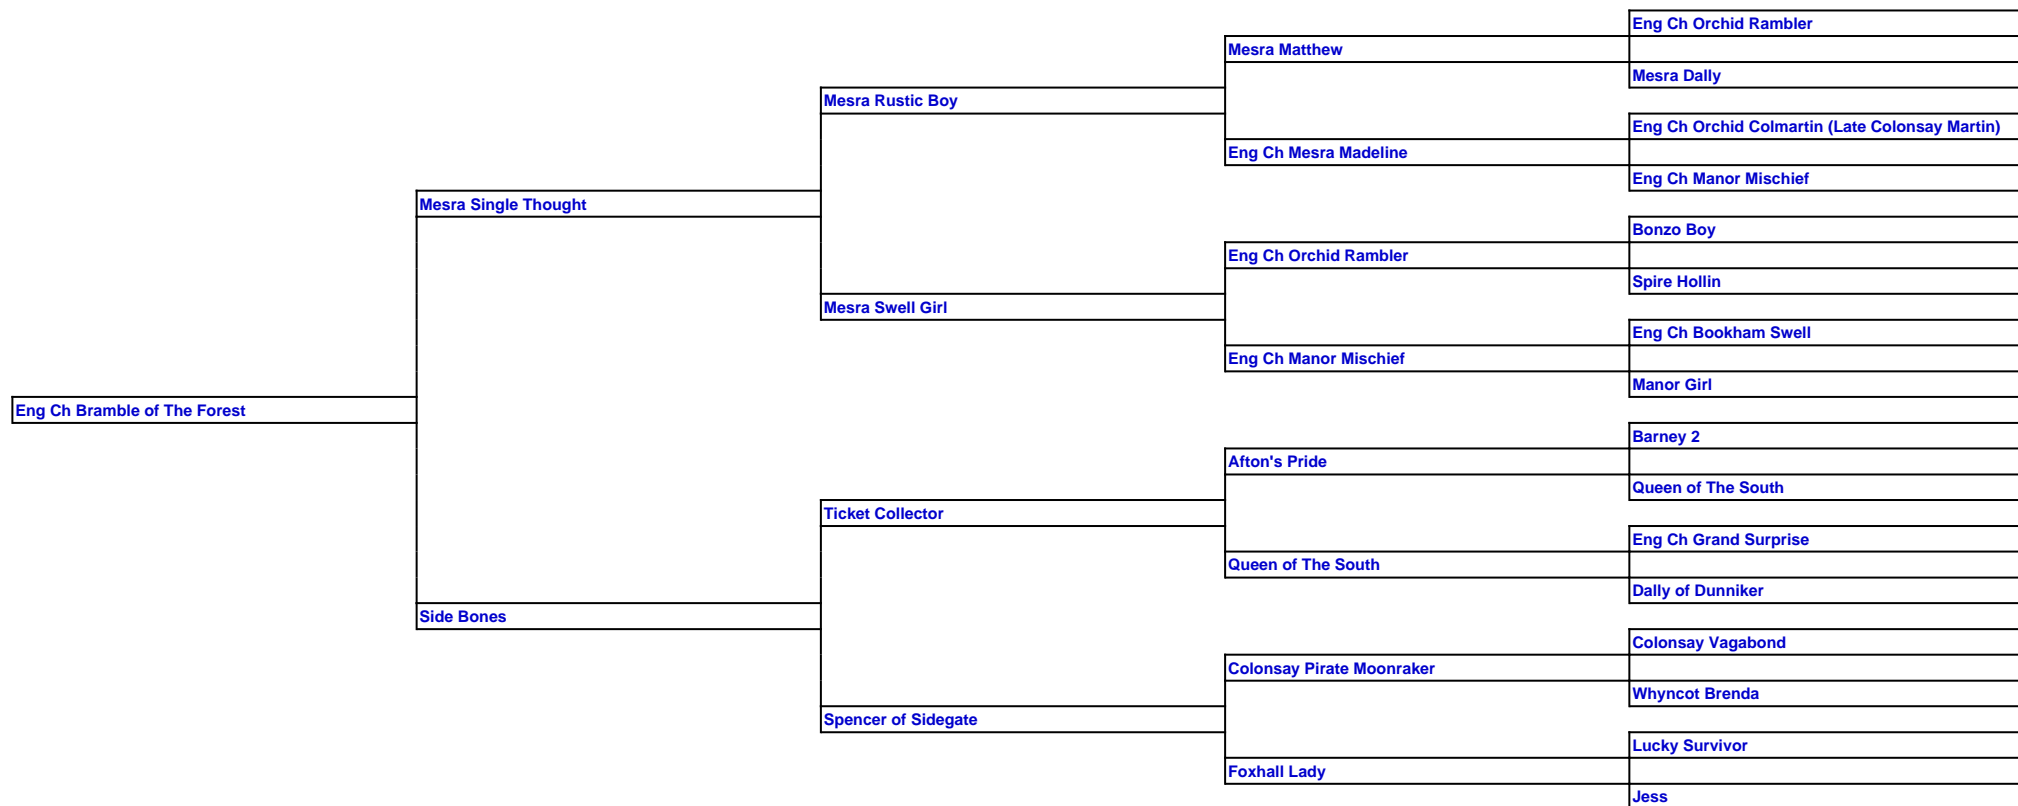 Eng Ch Orchid Rambler
Mesra Matthew
Mesra Dally
Mesra Rustic Boy
Eng Ch Orchid Colmartin (Late Colonsay Martin)
Eng Ch Mesra Madeline
Eng Ch Manor Mischief
Mesra Single Thought
Bonzo Boy
Eng Ch Orchid Rambler
Spire Hollin
Mesra Swell Girl
Eng Ch Bookham Swell
Eng Ch Manor Mischief
Manor Girl
Eng Ch Bramble of The Forest
Barney 2
Afton's Pride
Queen of The South
Ticket Collector
Eng Ch Grand Surprise
Queen of The South
Dally of Dunniker
Side Bones
Colonsay Vagabond
Colonsay Pirate Moonraker
Whyncot Brenda
Spencer of Sidegate
Lucky Survivor
Foxhall Lady
Jess